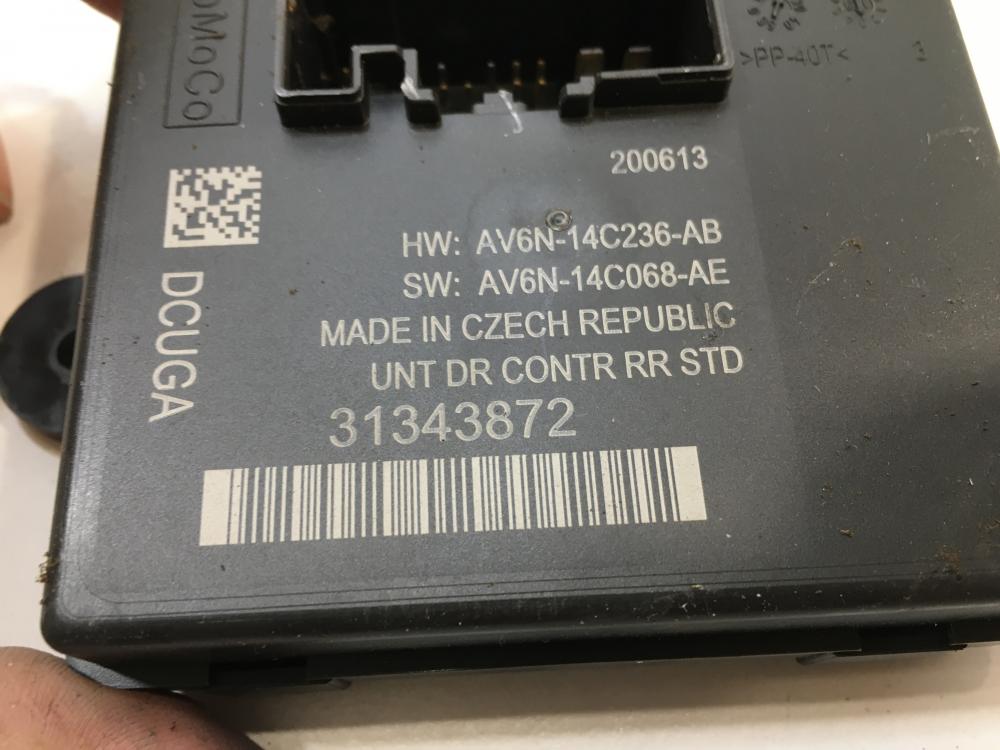 oMoCo
>PP-40T<
200613
HW: AV6N-14C236-AB
SW: AV6N-14C068-AE
MADE IN CZECH REPUBLIC
UNT DR CONTR RR STD
31343872
DCUGA